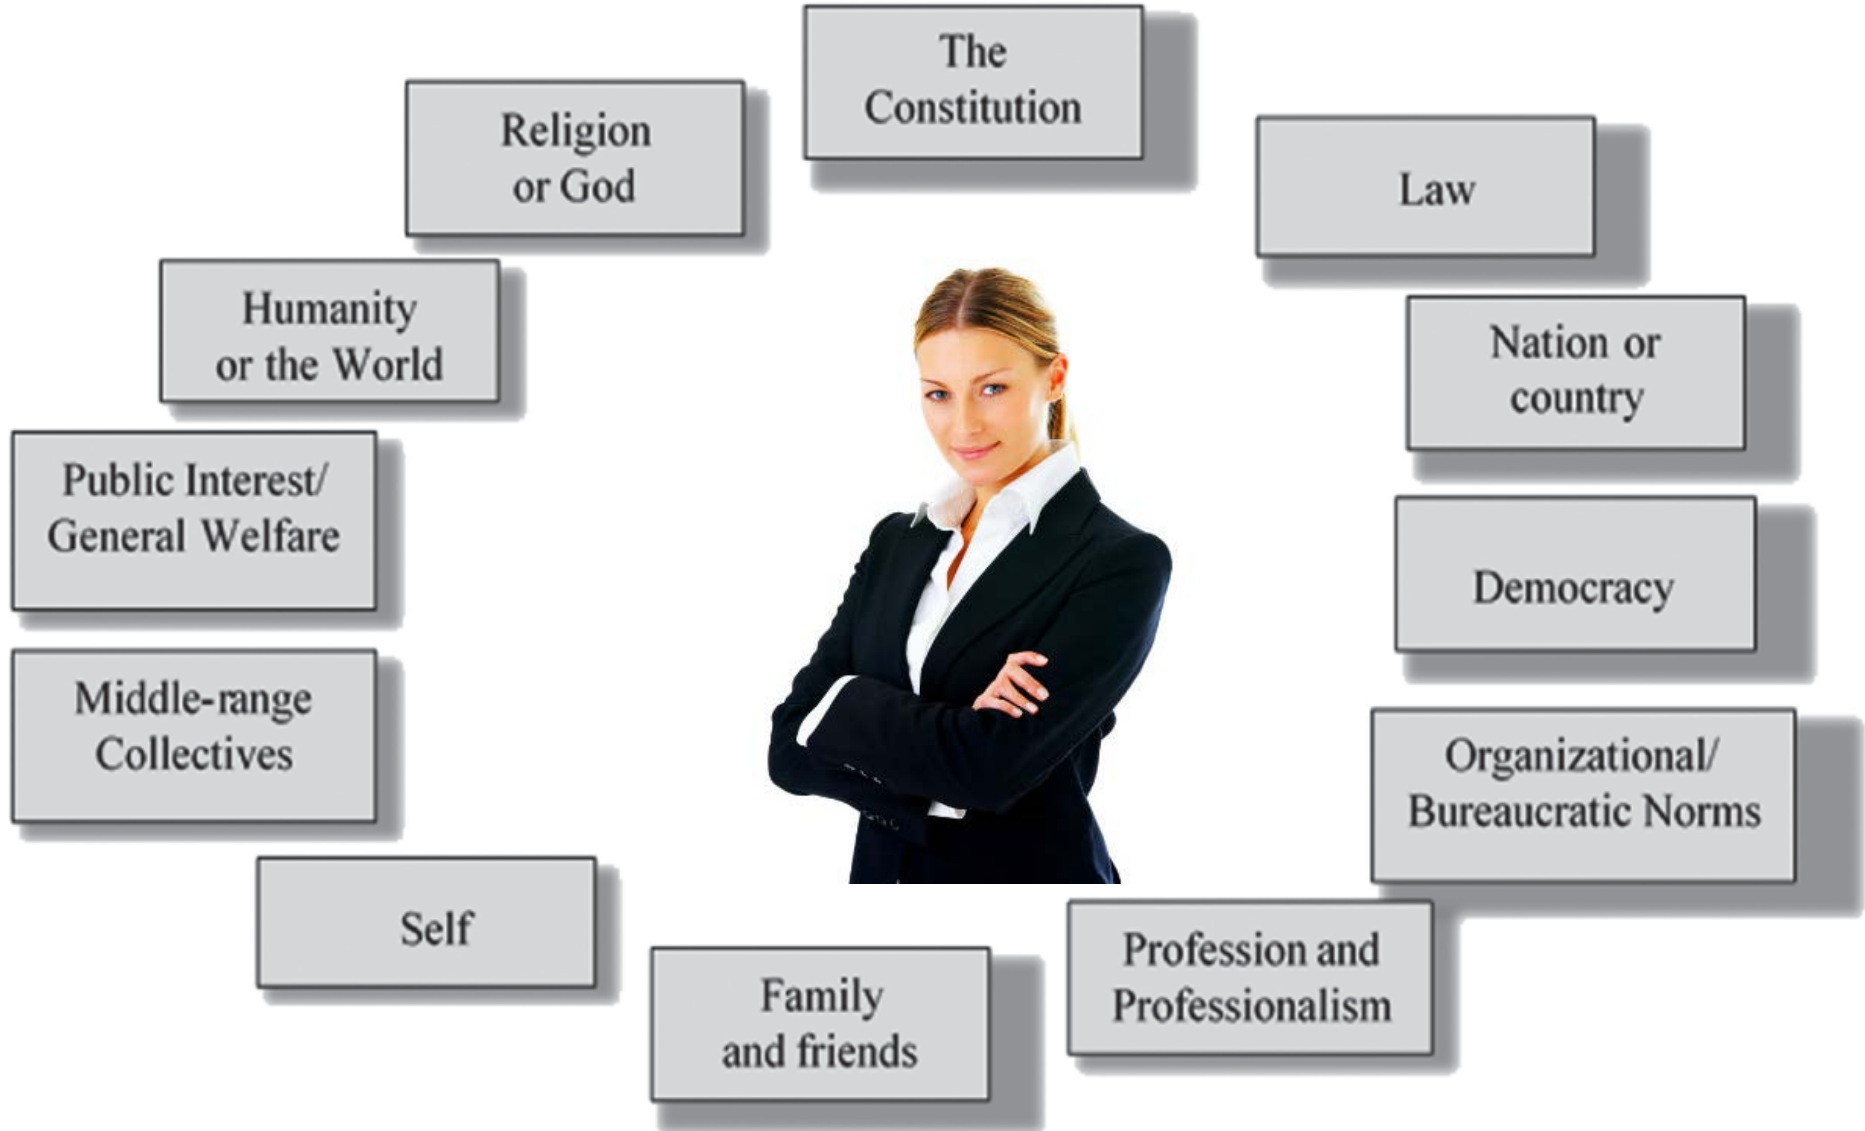 The
Constitution
Religion
or God
Law
Humanity
or the World
Nation or
country
Public Interest/
General Welfare
Democracy
Middle-range
Collectives
Organizational/
Bureaucratic Norms
Self
Profession and
Professionalism
Family
and friends